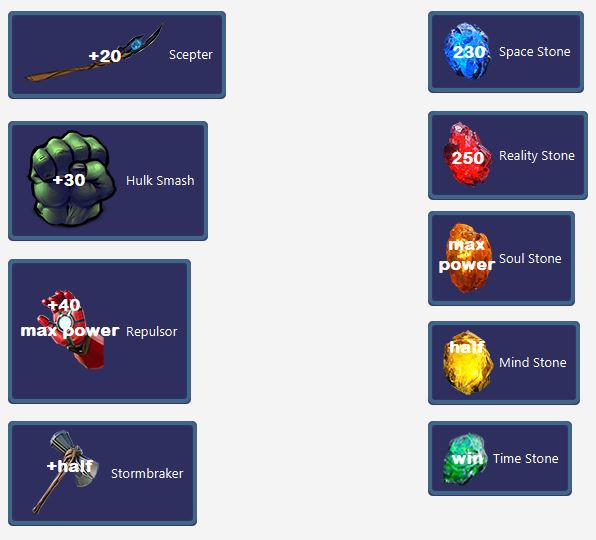 +20 Scepter
+30 Hulk Smash
+40
max power Repulsor
+half Stormbraker
230 Space Stone
250 Reality Stone
max
power Soul Stone
half Mind Stone
win Time Stone